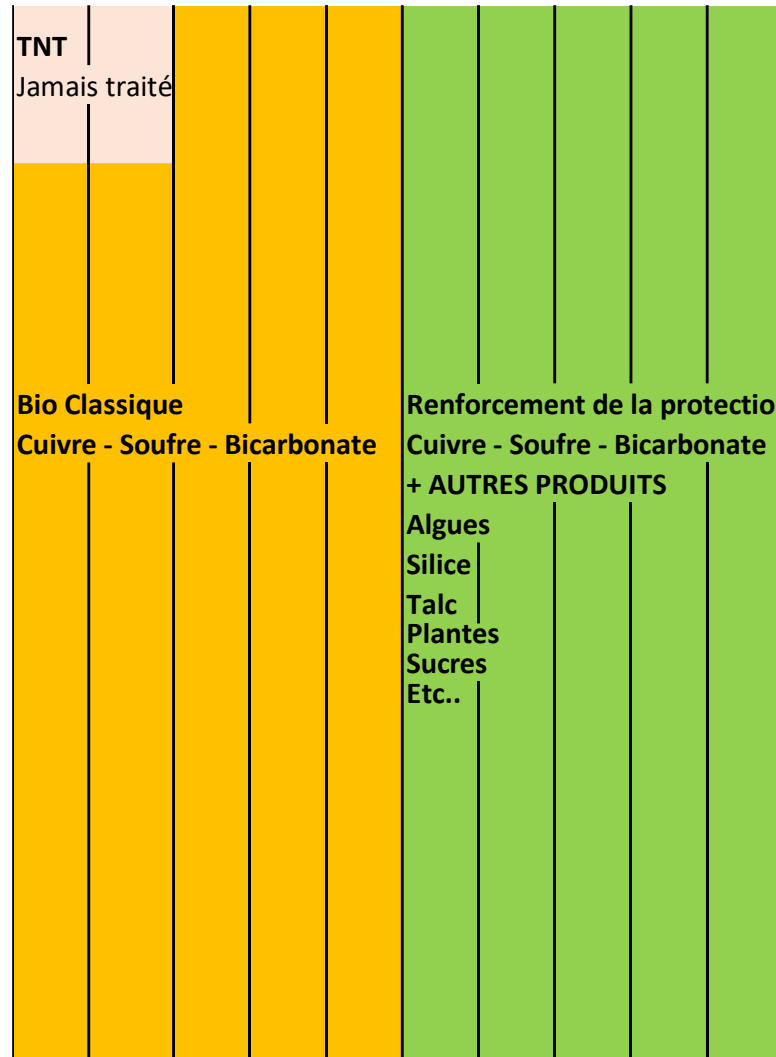 TNT
Jamais traité
Bio Classique
Cuivre - Soufre - Bicarbonate
Renforcement de la protectio
Cuivre - Soufre - Bicarbonate
+ AUTRES PRODUITS
Algues
Silice
Talc
Plantes
Sucres
Etc..